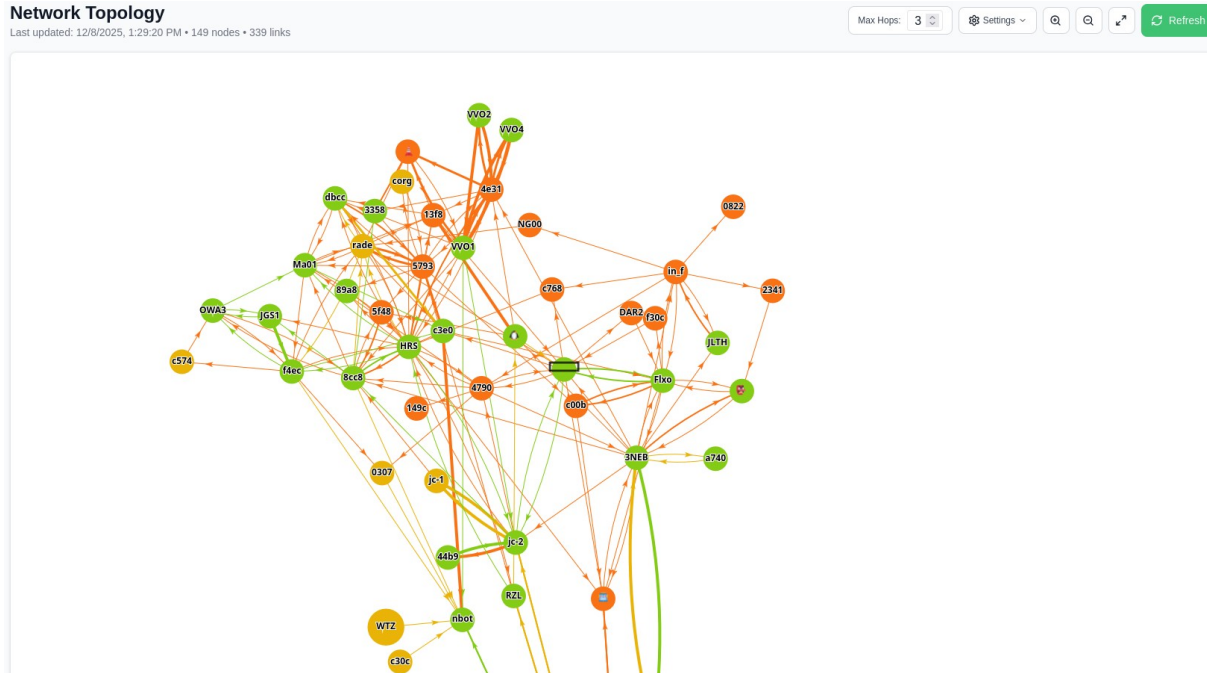 Network Topology
Last updated: 12/8/2025, 1:29:20 PM • 149 nodes • 339 links
Max Hops: 3
Settings
Refresh
VVO2
VVO4
corg
4e31
dbcc
3358
13f8
0822
NG00
rade
VVO1
Ma01
5793
in_f
89a8
c768
2341
OWA3
JGS1
5f48
DAR2
f30c
c3e0
HRS
JLTH
c574
f4ec
8cc8
Flxo
4790
149c
c00b
3NEB
a740
0307
jc-1
jc-2
44b9
RZL
nbot
WTZ
c30c